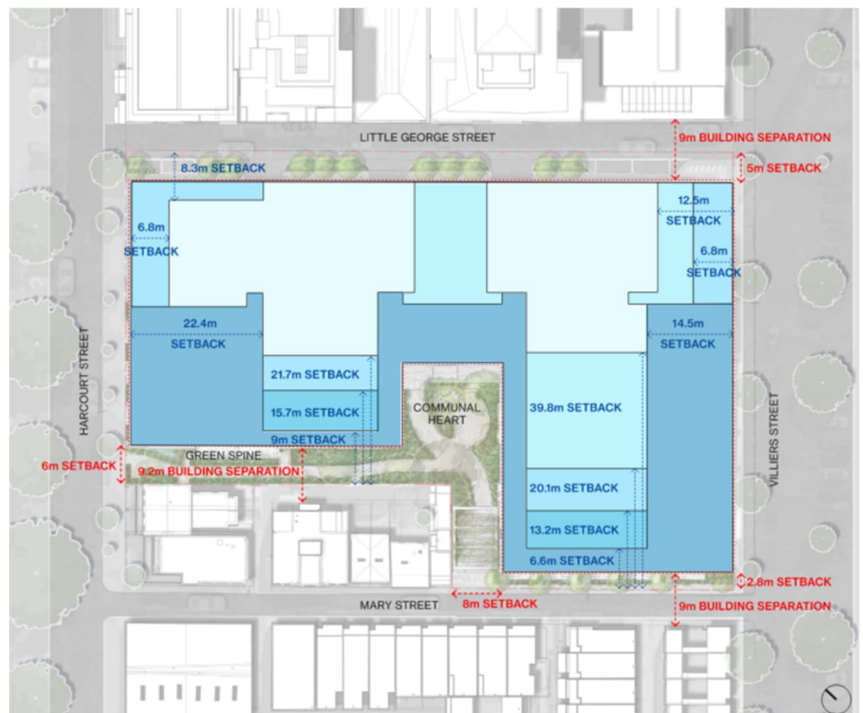 LITTLE GEORGE STREET
9m BUILDING SEPARATION
8.3m SETBACK
5m SETBACK
6.8m
SETBACK
12.5m
SETBACK
6.8m
SETBACK
22.4m
SETBACK
14.5m
SETBACK
HARCOURT STREET
VILLIERS STREET
21.7m SETBACK
15.7m SETBACK
9m SETBACK
COMMUNAL
HEART
39.8m SETBACK
GREEN SPINE
6m SETBACK
9.2m BUILDING SEPARATION
20.1m SETBACK
13.2m SETBACK
6.6m SETBACK
2.8m SETBACK
MARY STREET
8m SETBACK
9m BUILDING SEPARATION